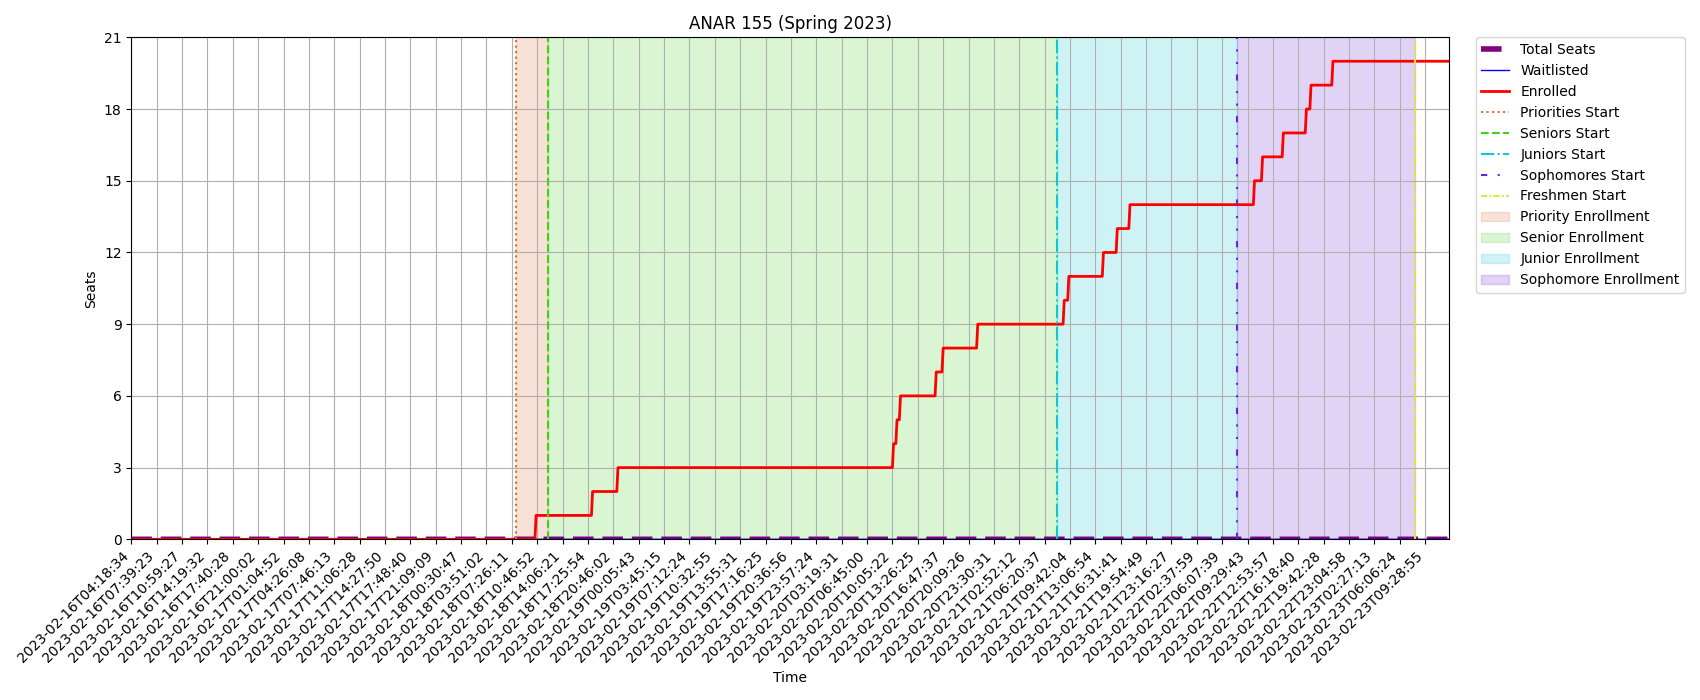 ANAR 155 (Spring 2023)
21
18
15
12
9
6
3
0
Seats
2023-02-16T04:18:34
2023-02-16T07:39:23
2023-02-16T10:59:27
2023-02-16T14:19:32
2023-02-16T17:40:28
2023-02-16T21:00:02
2023-02-17T01:04:52
2023-02-17T04:26:08
2023-02-17T07:46:13
2023-02-17T11:06:28
2023-02-17T14:27:50
2023-02-17T17:48:40
2023-02-17T21:09:09
2023-02-18T00:30:47
2023-02-18T03:51:02
2023-02-18T07:26:11
2023-02-18T10:46:52
2023-02-18T14:06:21
2023-02-18T17:25:54
2023-02-18T20:46:02
2023-02-19T00:05:43
2023-02-19T03:45:15
2023-02-19T07:12:24
2023-02-19T10:32:55
2023-02-19T13:55:31
2023-02-19T17:16:25
2023-02-19T20:36:56
2023-02-19T23:57:24
2023-02-20T03:19:31
2023-02-20T06:45:00
2023-02-20T10:05:22
2023-02-20T13:26:25
2023-02-20T16:47:37
2023-02-20T20:09:26
2023-02-20T23:30:31
2023-02-21T02:52:12
2023-02-21T06:20:37
2023-02-21T09:42:04
2023-02-21T13:06:54
2023-02-21T16:31:41
2023-02-21T19:54:49
2023-02-21T23:16:27
2023-02-22T02:37:59
2023-02-22T06:07:39
2023-02-22T09:29:43
2023-02-22T12:53:57
2023-02-22T16:18:40
2023-02-22T19:42:28
2023-02-22T23:04:58
2023-02-23T02:27:13
2023-02-23T06:06:24
2023-02-23T09:28:55
Time
Total Seats
Waitlisted
Enrolled
Priorities Start
Seniors Start
Juniors Start
Sophomores Start
Freshmen Start
Priority Enrollment
Senior Enrollment
Junior Enrollment
Sophomore Enrollment